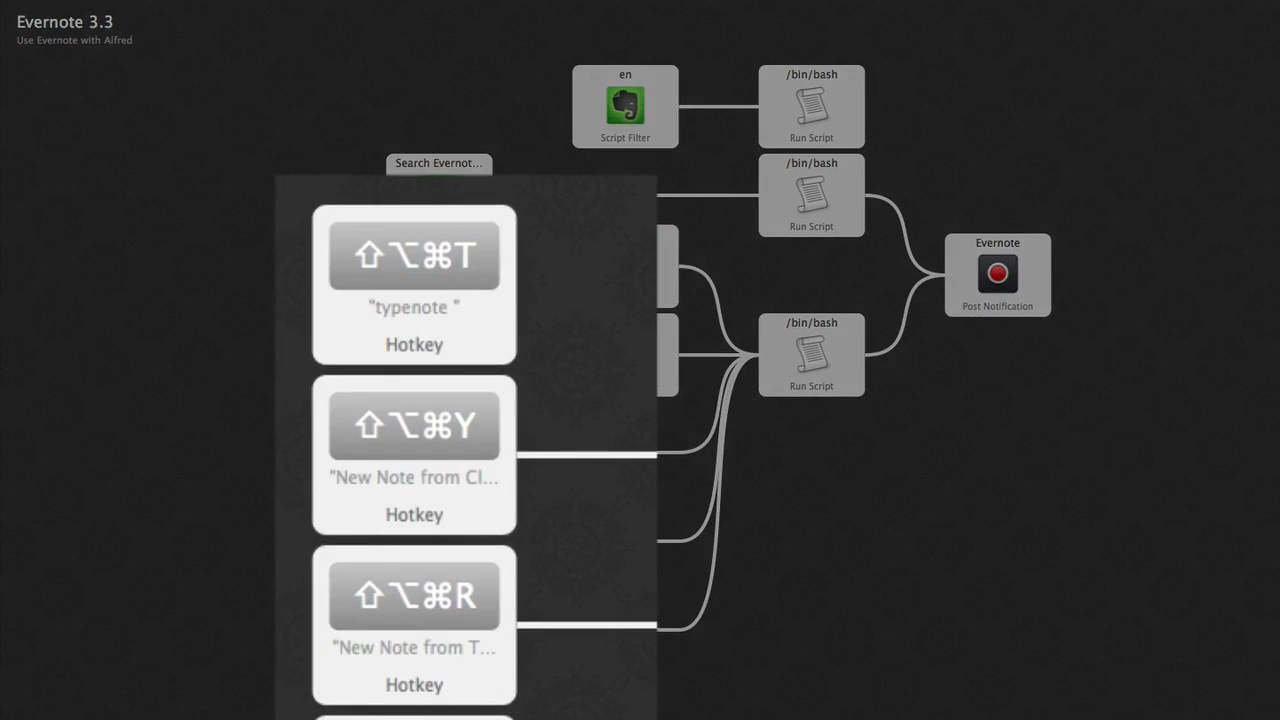 Evernote 3.3
Use Evernote with Alfred
en
Script Filter
/bin/bash
Run Script
Search Evernot...
/bin/bash
Run Script
Evernote
Post Notification
/bin/bash
Run Script
⇧⌥⌘T
"typenote "
Hotkey
⇧⌥⌘Y
"New Note from Cl...
Hotkey
⇧⌥⌘R
"New Note from T...
Hotkey